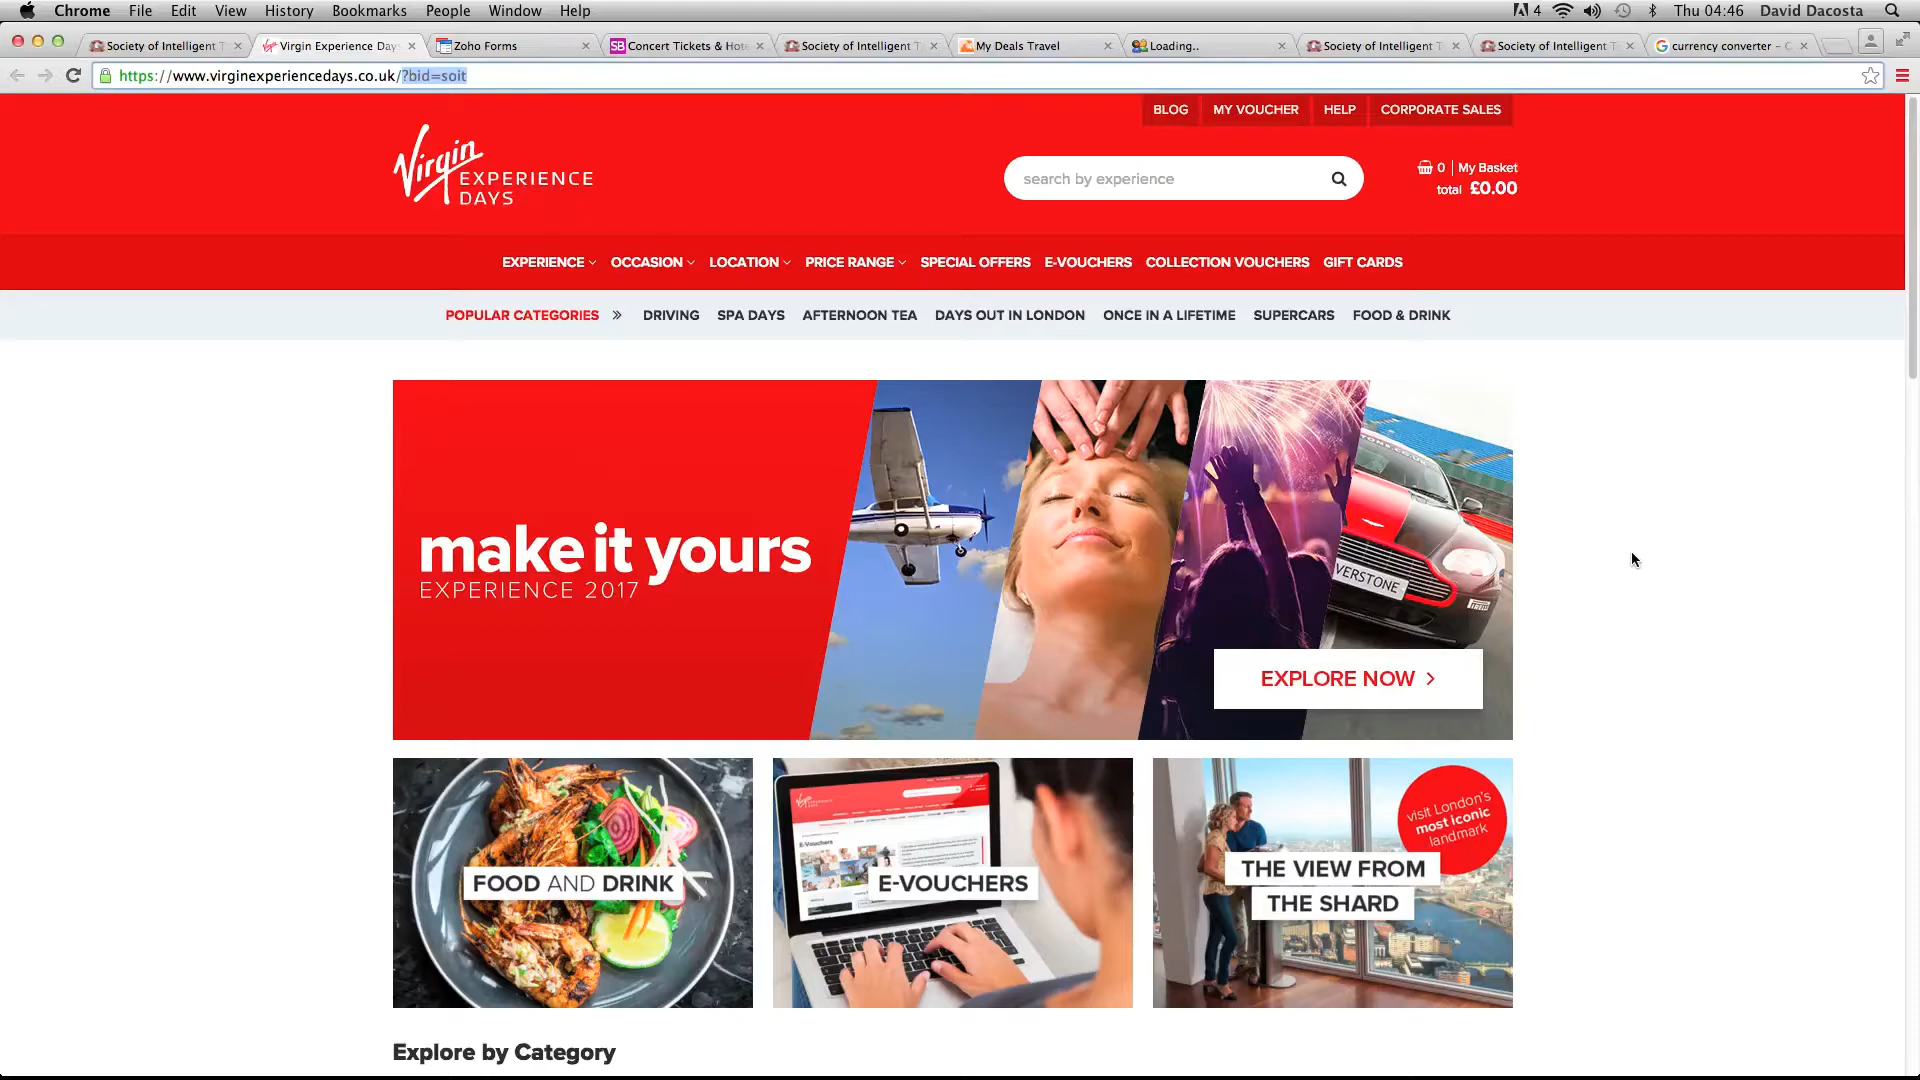 Chrome File Edit View History Bookmarks People Window Help
4 Thu 04:46 David Dacosta
Society of Intelligent T
Virgin Experience Days
Zoho Forms
SB Concert Tickets & Hote
Society of Intelligent T
My Deals Travel
Loading..
Society of Intelligent T
Society of Intelligent T
currency converter – G
https://www.virginexperiencedays.co.uk/?bid=soit
BLOG MY VOUCHER HELP CORPORATE SALES
Virgin EXPERIENCE DAYS
search by experience
0 | My Basket
total £0.00
EXPERIENCE OCCASION LOCATION PRICE RANGE SPECIAL OFFERS E-VOUCHERS COLLECTION VOUCHERS GIFT CARDS
POPULAR CATEGORIES » DRIVING SPA DAYS AFTERNOON TEA DAYS OUT IN LONDON ONCE IN A LIFETIME SUPERCARS FOOD & DRINK
make it yours
EXPERIENCE 2017
VERSTONE
EXPLORE NOW >
FOOD AND DRINK
E-Vouchers
E-VOUCHERS
visit London's
most iconic
landmark
THE VIEW FROM
THE SHARD
Explore by Category